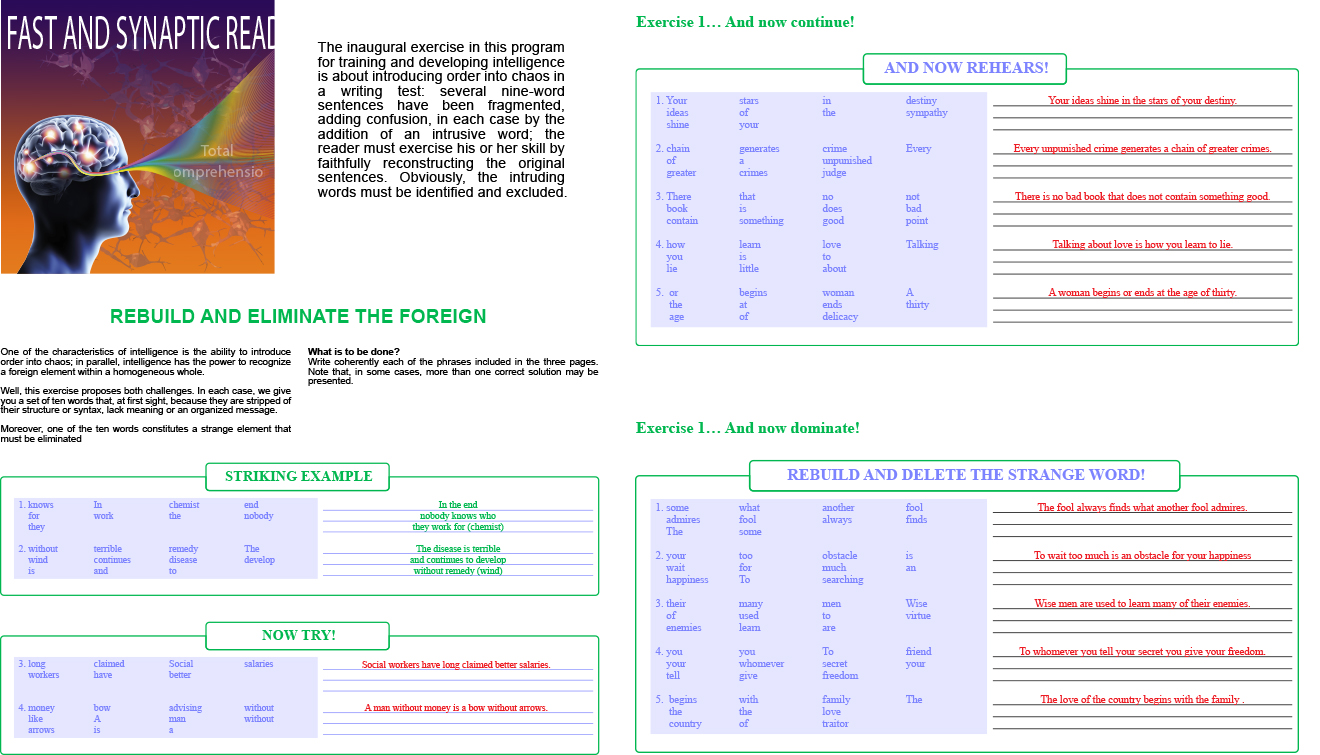 FAST AND SYNAPTIC READ
Total
omprehensio
The inaugural exercise in this program
for training and developing intelligence
is about introducing order into chaos in
a writing test: several nine-word
sentences have been fragmented,
adding confusion, in each case by the
addition of an intrusive word; the
reader must exercise his or her skill by
faithfully reconstructing the original
sentences. Obviously, the intruding
words must be identified and excluded.
REBUILD AND ELIMINATE THE FOREIGN
One of the characteristics of intelligence is the ability to introduce
order into chaos; in parallel, intelligence has the power to recognize
a foreign element within a homogeneous whole.
Well, this exercise proposes both challenges. In each case, we give
you a set of ten words that, at first sight, because they are stripped of
their structure or syntax, lack meaning or an organized message.
Moreover, one of the ten words constitutes a strange element that
must be eliminated
What is to be done?
Write coherently each of the phrases included in the three pages.
Note that, in some cases, more than one correct solution may be
presented.
STRIKING EXAMPLE
1. knows In chemist end
for work the nobody
they
In the end
nobody knows who
they work for (chemist)
2. without terrible remedy The
wind continues disease develop
is and to
The disease is terrible
and continues to develop
without remedy (wind)
NOW TRY!
3. long claimed Social salaries
workers have better
Social workers have long claimed better salaries.
4. money bow advising without
like A man without
arrows is a
A man without money is a bow without arrows.
Exercise 1… And now continue!
AND NOW REHEARS!
1. Your stars in destiny
ideas of the sympathy
shine your
Your ideas shine in the stars of your destiny.
2. chain generates crime Every
of a unpunished
greater crimes judge
Every unpunished crime generates a chain of greater crimes.
3. There that no not
book is does bad
contain something good point
There is no bad book that does not contain something good.
4. how learn love Talking
you is to
lie little about
Talking about love is how you learn to lie.
5. or begins woman A
the at ends thirty
age of delicacy
A woman begins or ends at the age of thirty.
Exercise 1… And now dominate!
REBUILD AND DELETE THE STRANGE WORD!
1. some what another fool
admires fool always finds
The some
The fool always finds what another fool admires.
2. your too obstacle is
wait for much an
happiness To searching
To wait too much is an obstacle for your happiness
3. their many men Wise
of used to virtue
enemies learn are
Wise men are used to learn many of their enemies.
4. you you To friend
your whomever secret your
tell give freedom
To whomever you tell your secret you give your freedom.
5. begins with family The
the the love
country of traitor
The love of the country begins with the family .